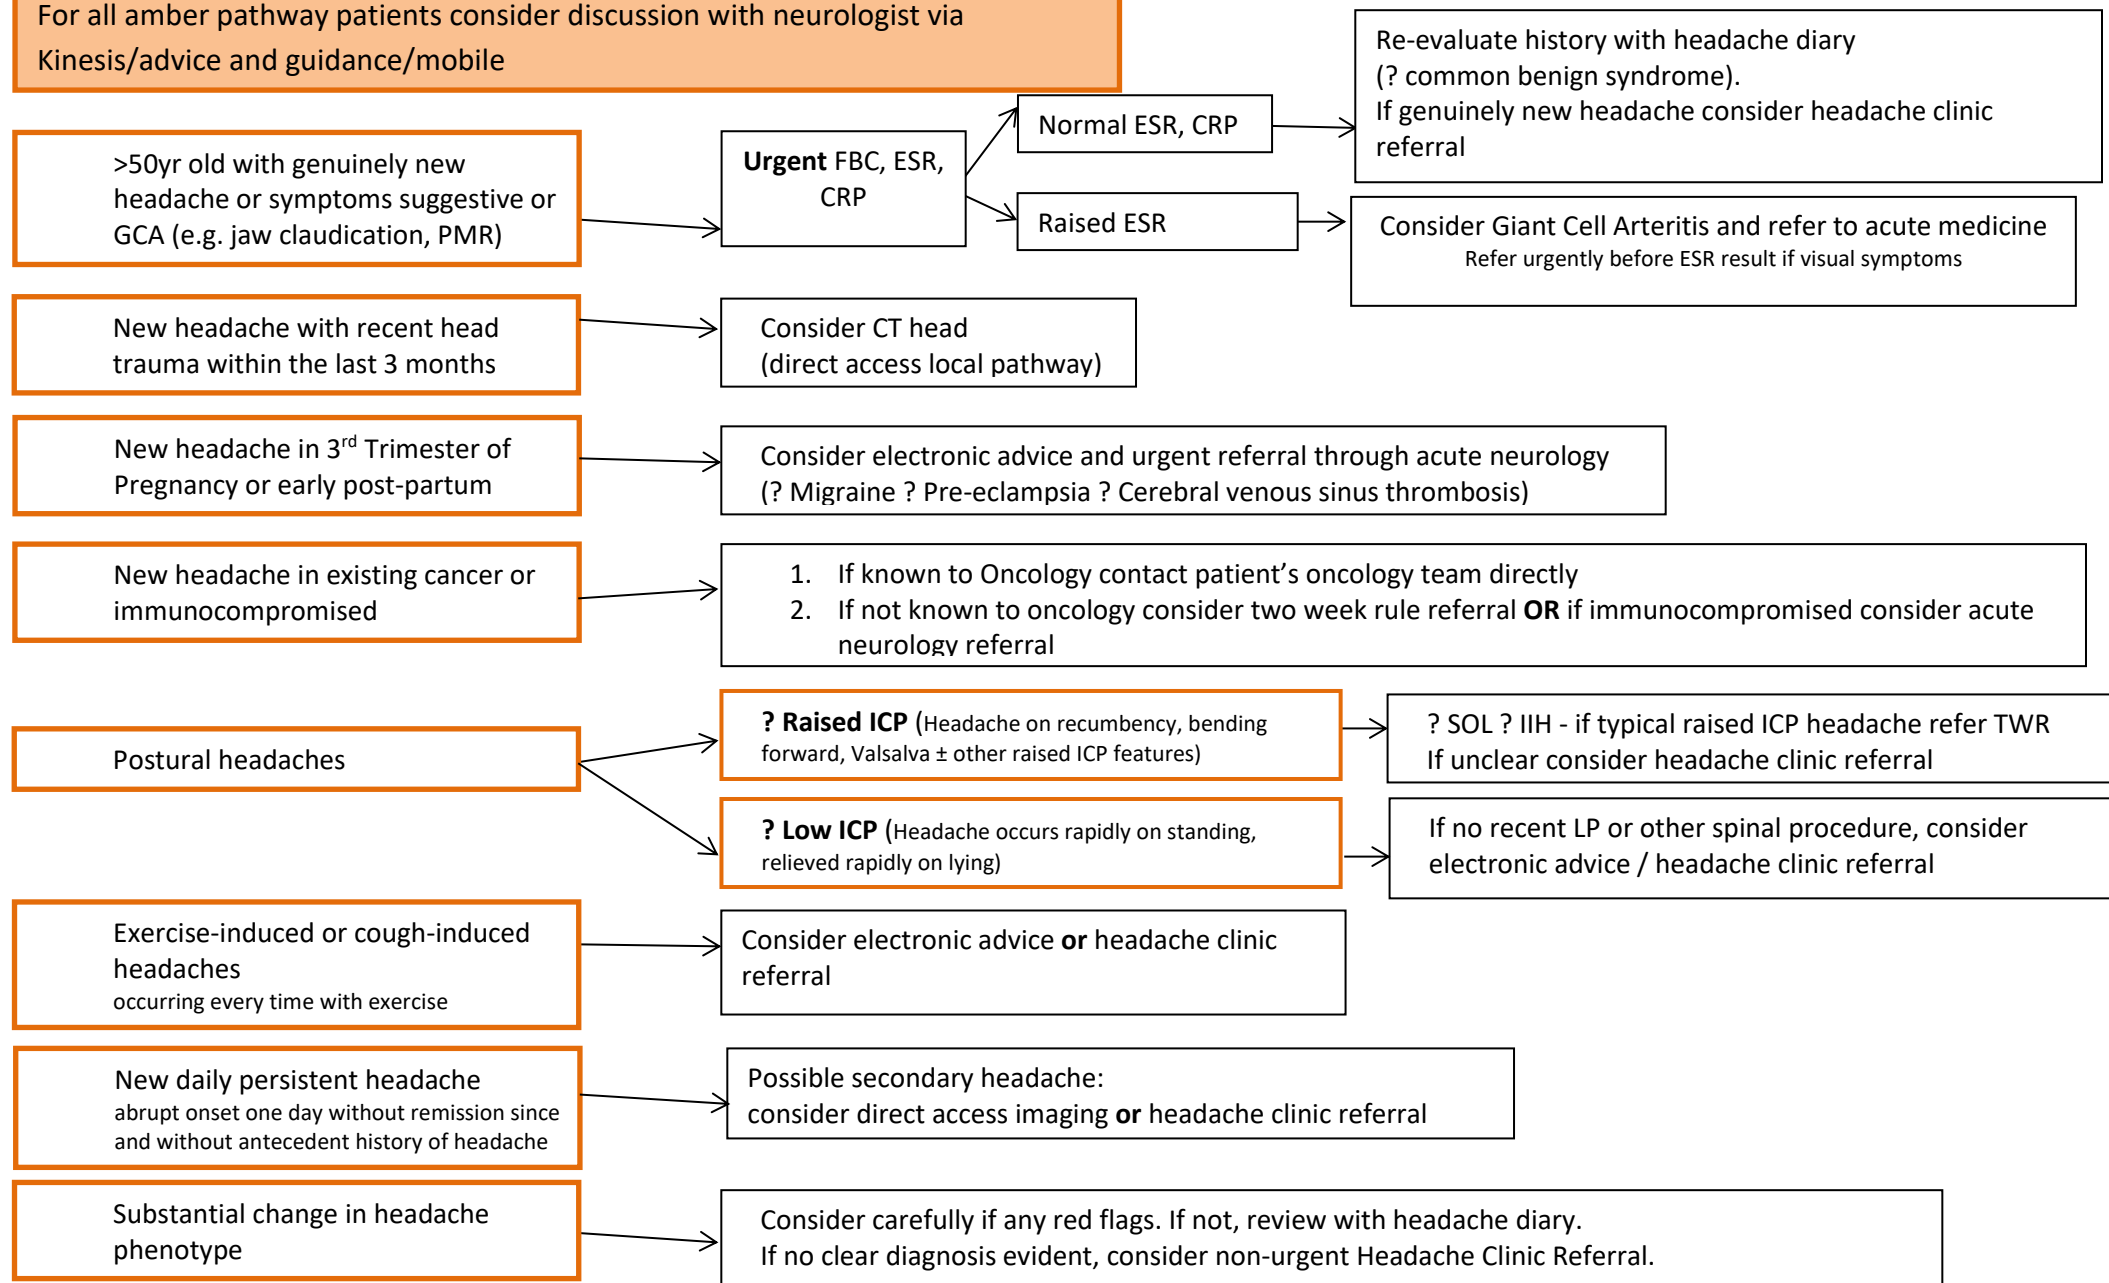 For all amber pathway patients consider discussion with neurologist via
Kinesis/advice and guidance/mobile
>50yr old with genuinely new
headache or symptoms suggestive or
GCA (e.g. jaw claudication, PMR)
Urgent FBC, ESR,
CRP
Normal ESR, CRP
Re-evaluate history with headache diary
(? common benign syndrome).
If genuinely new headache consider headache clinic
referral
Raised ESR
Consider Giant Cell Arteritis and refer to acute medicine
Refer urgently before ESR result if visual symptoms
New headache with recent head
trauma within the last 3 months
Consider CT head
(direct access local pathway)
New headache in 3rd Trimester of
Pregnancy or early post-partum
Consider electronic advice and urgent referral through acute neurology
(? Migraine ? Pre-eclampsia ? Cerebral venous sinus thrombosis)
New headache in existing cancer or
immunocompromised
1. If known to Oncology contact patient’s oncology team directly
2. If not known to oncology consider two week rule referral OR if immunocompromised consider acute
neurology referral
Postural headaches
? Raised ICP (Headache on recumbency, bending
forward, Valsalva ± other raised ICP features)
? SOL ? IIH - if typical raised ICP headache refer TWR
If unclear consider headache clinic referral
? Low ICP (Headache occurs rapidly on standing,
relieved rapidly on lying)
If no recent LP or other spinal procedure, consider
electronic advice / headache clinic referral
Exercise-induced or cough-induced
headaches
occurring every time with exercise
Consider electronic advice or headache clinic
referral
New daily persistent headache
abrupt onset one day without remission since
and without antecedent history of headache
Possible secondary headache:
consider direct access imaging or headache clinic referral
Substantial change in headache
phenotype
Consider carefully if any red flags. If not, review with headache diary.
If no clear diagnosis evident, consider non-urgent Headache Clinic Referral.